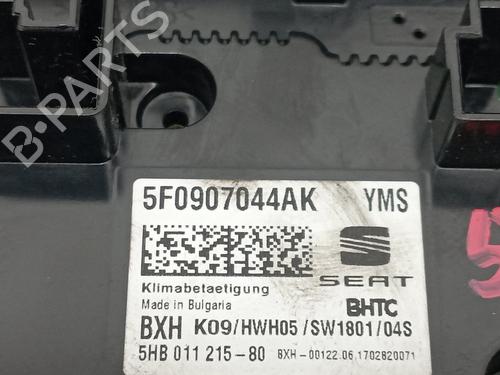 B-PARTS
5F0907044AK YMS
SEAT
Klimabetaetigung
Made in Bulgaria BHTC
BXH K09/HWH05/SW1801/04S
5HB 011 215-80 BXH-00122.06.1702820071